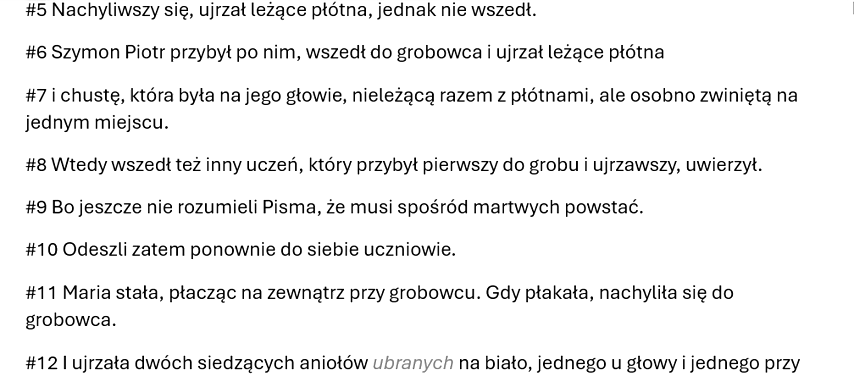 #5 Nachyliwszy się, ujrzał leżące płótna, jednak nie wszedł.
#6 Szymon Piotr przybył po nim, wszedł do grobowca i ujrzał leżące płótna
#7 i chustę, która była na jego głowie, nieleżącą razem z płótnami, ale osobno zwiniętą na
jednym miejscu.
#8 Wtedy wszedł też inny uczeń, który przybył pierwszy do grobu i ujrzawszy, uwierzył.
#9 Bo jeszcze nie rozumieli Pisma, że musi spośród martwych powstać.
#10 Odeszli zatem ponownie do siebie uczniowie.
#11 Maria stała, płacząc na zewnątrz przy grobowcu. Gdy płakała, nachyliła się do
grobowca.
#12 I ujrzała dwóch siedzących aniołów ubranych na biało, jednego u głowy i jednego przy